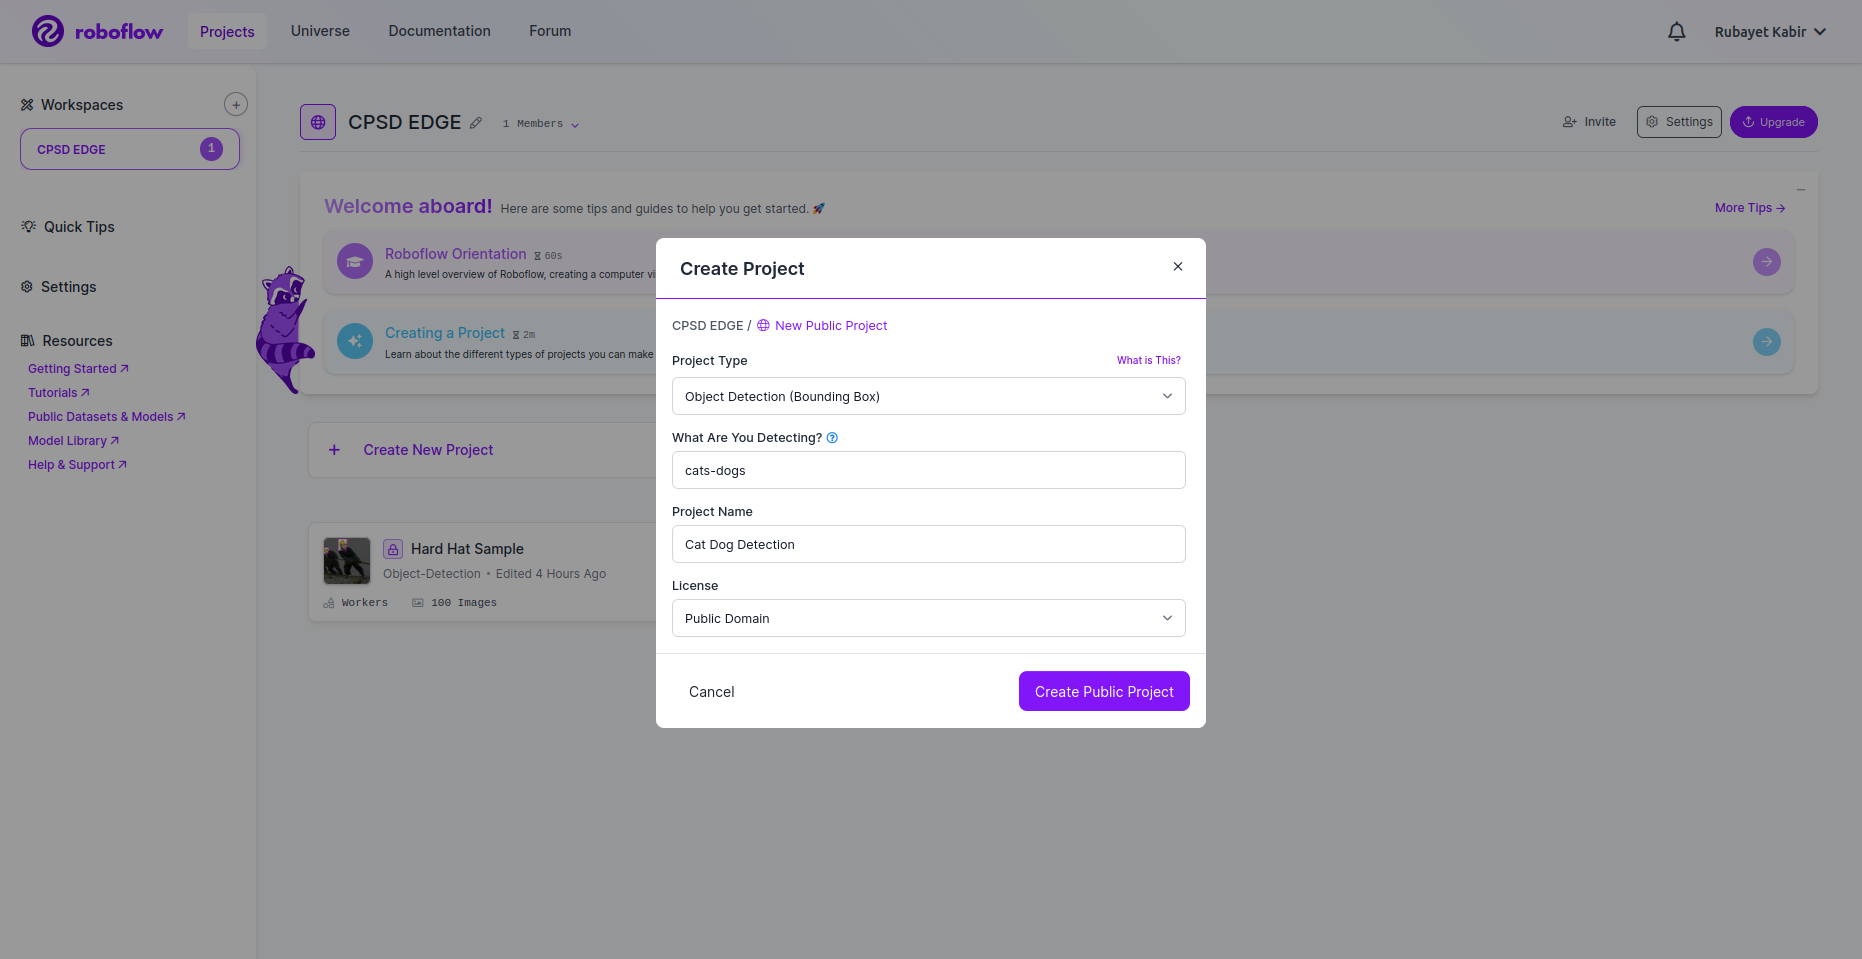 roboflow
Projects
Universe
Documentation
Forum
Rubayet Kabir
Workspaces
CPSD EDGE
1
Quick Tips
Settings
Resources
Getting Started
Tutorials
Public Datasets & Models
Model Library
Help & Support
CPSD EDGE
1 Members
Invite
Settings
Upgrade
Welcome aboard! Here are some tips and guides to help you get started. 🚀
More Tips →
Roboflow Orientation 60s
A high level overview of Roboflow, creating a computer vi
Creating a Project 2m
Learn about the different types of projects you can make
+ Create New Project
Hard Hat Sample
Object-Detection • Edited 4 Hours Ago
Workers 100 Images
Create Project
CPSD EDGE / New Public Project
Project Type
What is This?
Object Detection (Bounding Box)
What Are You Detecting?
cats-dogs
Project Name
Cat Dog Detection
License
Public Domain
Cancel
Create Public Project